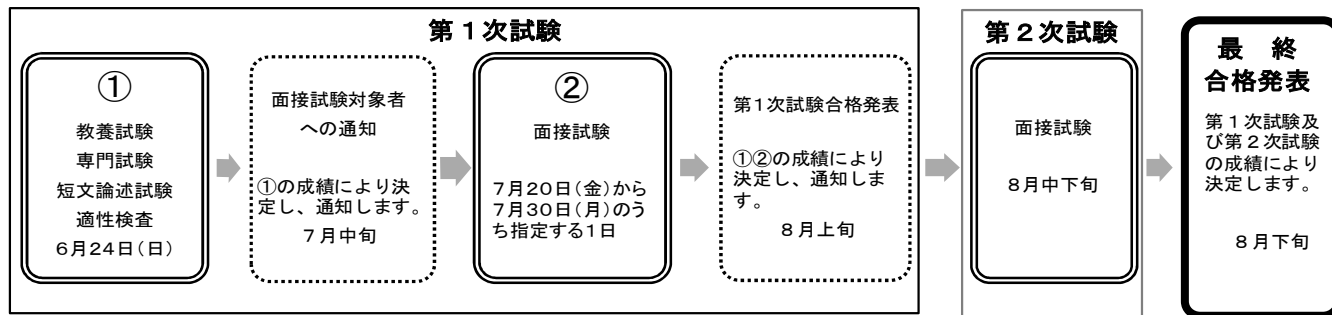 第１次試験
①
教養試験
専門試験
短文論述試験
適性検査
６月２４日（日）
面接試験対象者
への通知
①の成績により決
定し、通知します。
７月中旬
②
面接試験
７月２０日（金）から
７月３０日（月）のう
ち指定する１日
第１次試験合格発表
①②の成績により
決定し、通知しま
す。
８月上旬
第２次試験
面接試験
８月中下旬
最　終
合格発表
第１次試験及
び第２次試験
の成績により
決定します。
８月下旬